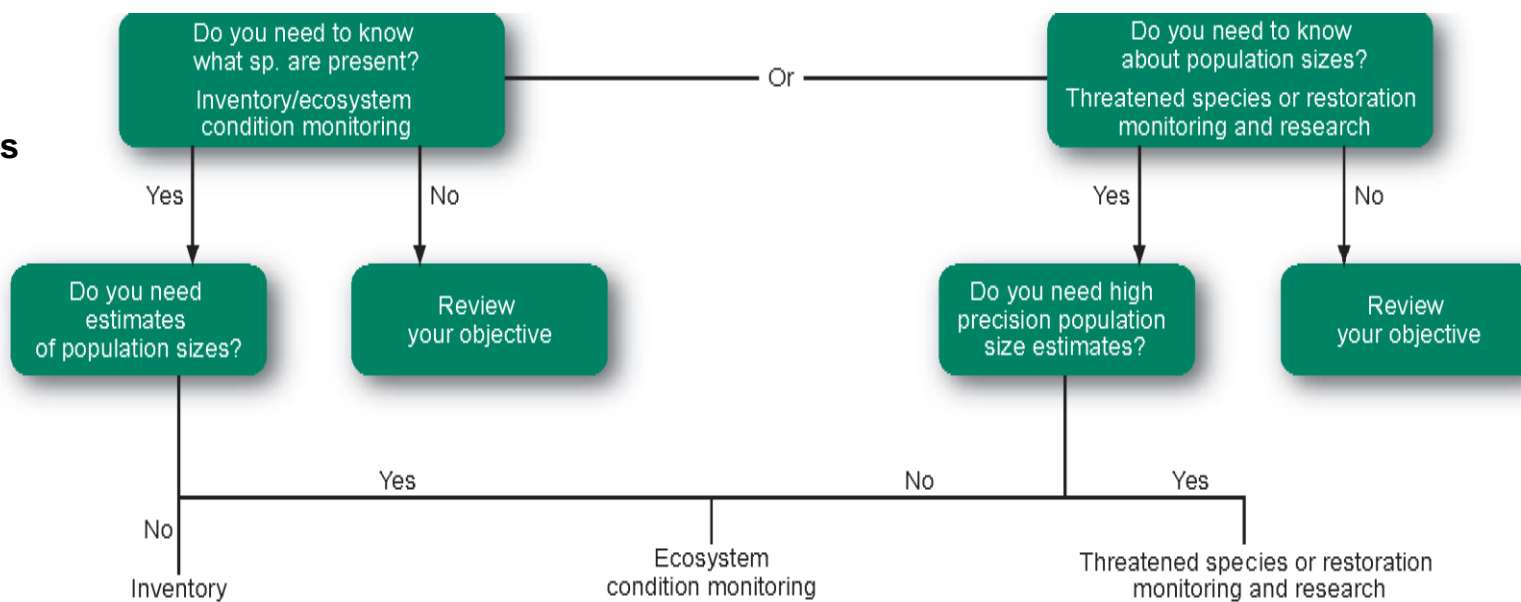 Do you need to know
what sp. are present?
Inventory/ecosystem
condition monitoring
Or
Do you need to know
about population sizes?
Threatened species or restoration
monitoring and research
s
Yes
No
Yes
No
Do you need
estimates
of population sizes?
Review
your objective
Do you need high
precision population
size estimates?
Review
your objective
Yes
No
Yes
No
Inventory
Ecosystem
condition monitoring
Threatened species or restoration
monitoring and research